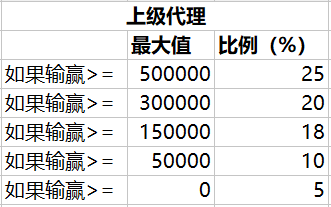 上级代理
最大值 比例（%）
如果输赢>= 500000 25
如果输赢>= 300000 20
如果输赢>= 150000 18
如果输赢>= 50000 10
如果输赢>= 0 5